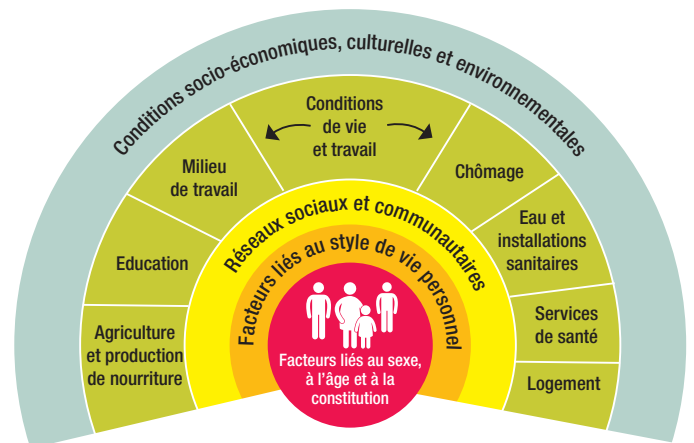 Conditions socio-économiques, culturelles et environnementales
Conditions
de vie
et travail
Milieu
de travail
Chômage
Education
Eau et
installations
sanitaires
Agriculture
et production
de nourriture
Services
de santé
Logement
Réseaux sociaux et communautaires
Facteurs liés au style de vie personnel
Facteurs liés au sexe,
à l'âge et à la
constitution